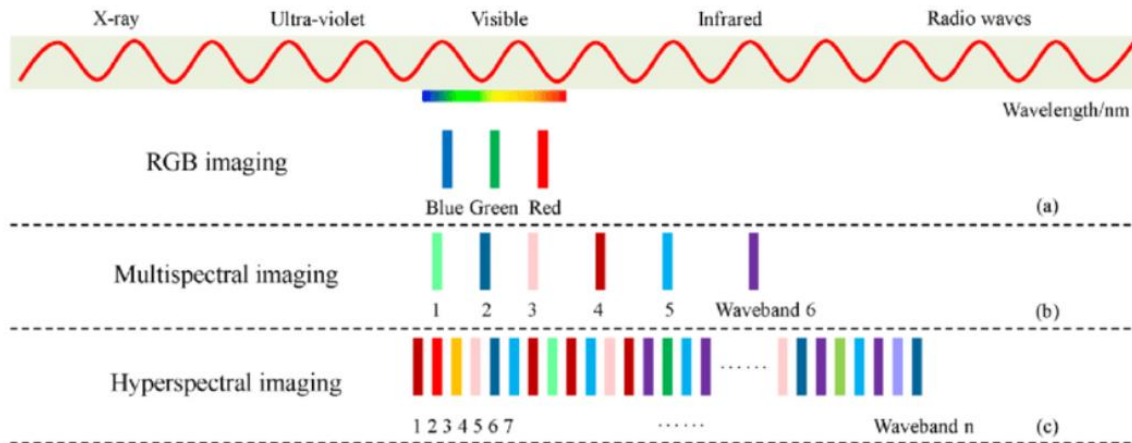 X-ray Ultra-violet Visible Infrared Radio waves
Wavelength/nm
RGB imaging
Blue Green Red (a)
Multispectral imaging
1 2 3 4 5 Waveband 6 (b)
Hyperspectral imaging
1 2 3 4 5 6 7 ...... Waveband n (c)
......